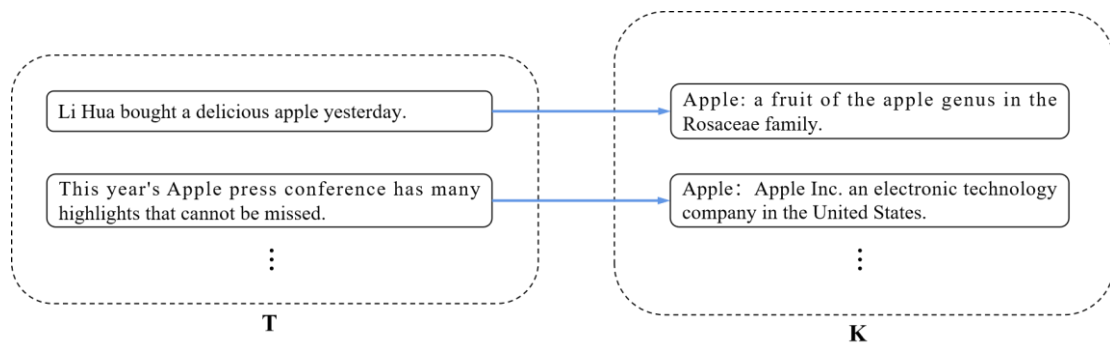 Li Hua bought a delicious apple yesterday.
This year's Apple press conference has many
highlights that cannot be missed.
⋮
T
Apple: a fruit of the apple genus in the
Rosaceae family.
Apple： Apple Inc. an electronic technology
company in the United States.
⋮
K